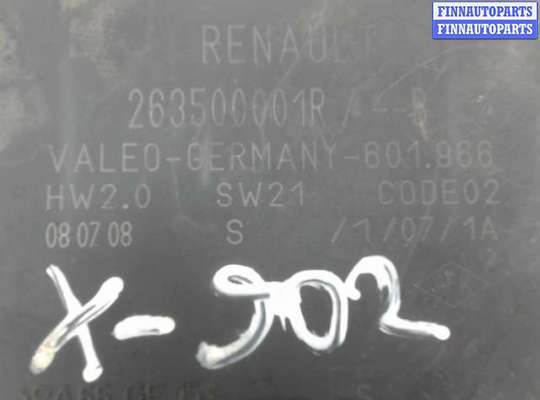 FINNAUTOPARTS
FINNAUTOPARTS
RENAULT
263500001R A--B
VALEO-GERMANY-601.966
HW2.0 SW21 CODE02
08 07 08 S /1/07/1A
X-902